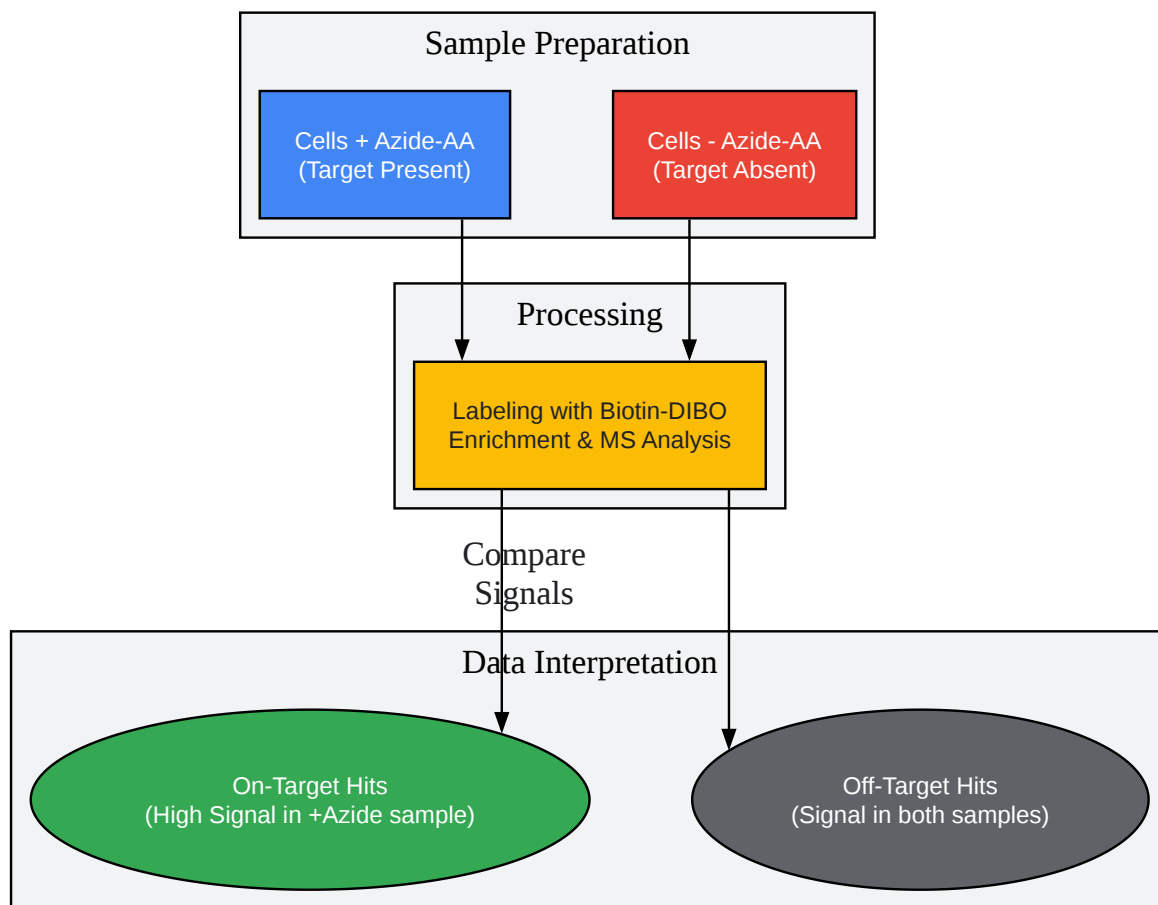 Sample Preparation
Cells + Azide-AA
(Target Present)
Cells - Azide-AA
(Target Absent)
Processing
Labeling with Biotin-DIBO
Enrichment & MS Analysis
Compare
Signals
Data Interpretation
On-Target Hits
(High Signal in +Azide sample)
Off-Target Hits
(Signal in both samples)